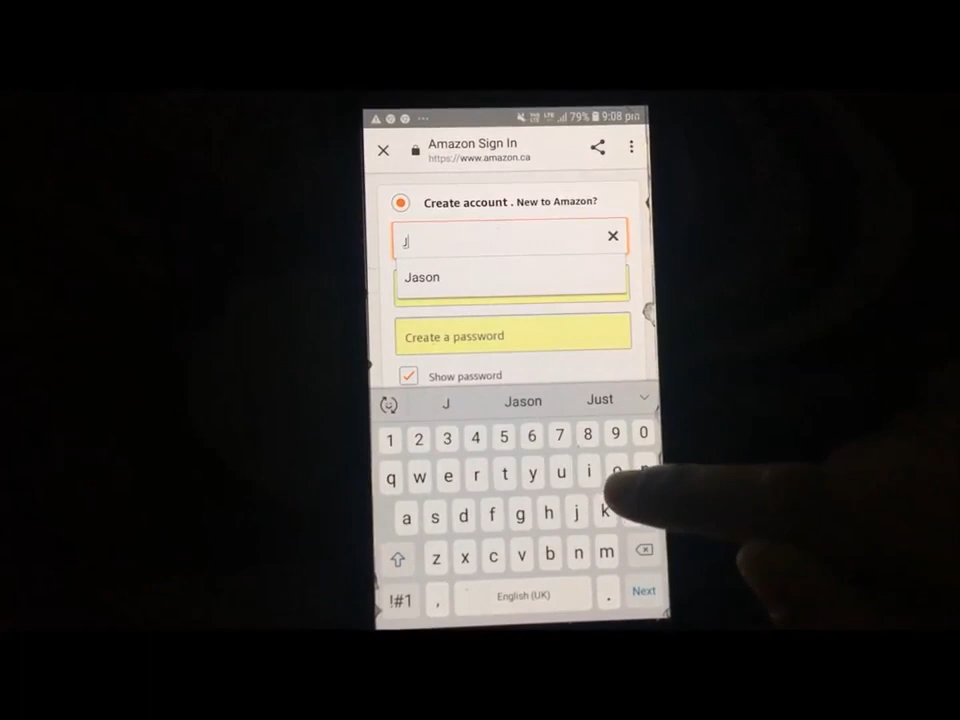 79% 9:08 pm
Amazon Sign In
https://www.amazon.ca
Create account . New to Amazon?
J
Jason
Create a password
Show password
J Jason Just
1 2 3 4 5 6 7 8 9 0
q w e r t y u i
a s d f g h j k
z x c v b n m
!#1 , English (UK) . Next